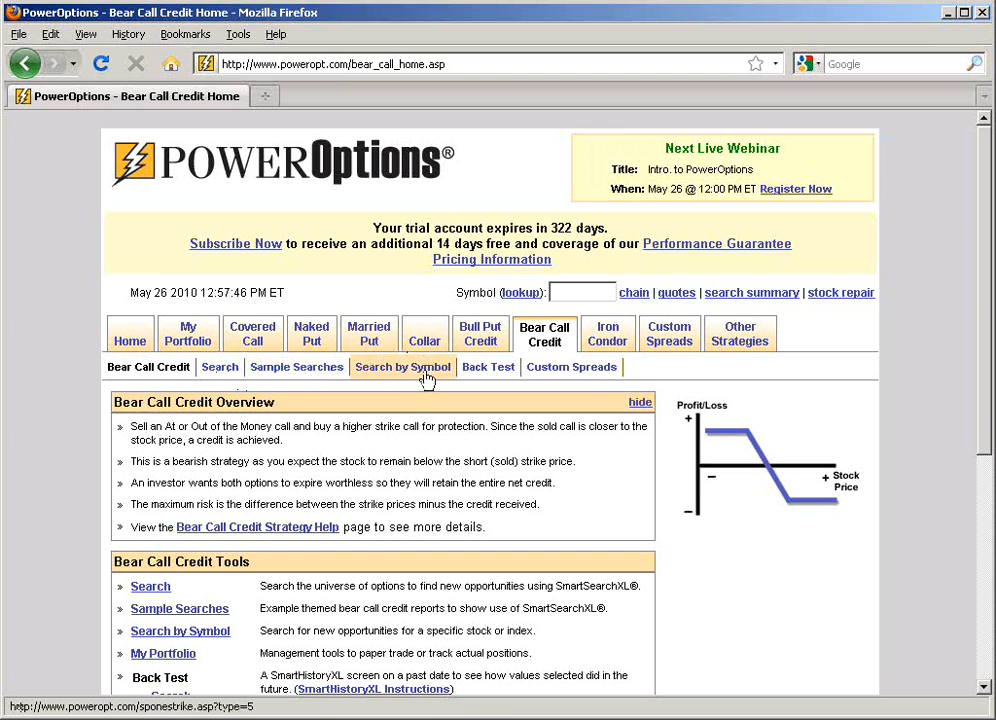 PowerOptions - Bear Call Credit Home - Mozilla Firefox
File Edit View History Bookmarks Tools Help
http://www.poweropt.com/bear_call_home.asp
Google
PowerOptions - Bear Call Credit Home
POWEROptions®
Next Live Webinar
Title: Intro. to PowerOptions
When: May 26 @ 12:00 PM ET Register Now
Your trial account expires in 322 days.
Subscribe Now to receive an additional 14 days free and coverage of our Performance Guarantee
Pricing Information
May 26 2010 12:57:46 PM ET
Symbol (lookup): chain | quotes | search summary | stock repair
Home
My Portfolio
Covered Call
Naked Put
Married Put
Collar
Bull Put Credit
Bear Call Credit
Iron Condor
Custom Spreads
Other Strategies
Bear Call Credit | Search | Sample Searches | Search by Symbol | Back Test | Custom Spreads |
Bear Call Credit Overview hide
» Sell an At or Out of the Money call and buy a higher strike call for protection. Since the sold call is closer to the
stock price, a credit is achieved.
» This is a bearish strategy as you expect the stock to remain below the short (sold) strike price.
» An investor wants both options to expire worthless so they will retain the entire net credit.
» The maximum risk is the difference between the strike prices minus the credit received.
» View the Bear Call Credit Strategy Help page to see more details.
Profit/Loss
+
−
+ Stock
Price
−
Bear Call Credit Tools
» Search Search the universe of options to find new opportunities using SmartSearchXL®.
» Sample Searches Example themed bear call credit reports to show use of SmartSearchXL®.
» Search by Symbol Search for new opportunities for a specific stock or index.
» My Portfolio Management tools to paper trade or track actual positions.
» Back Test A SmartHistoryXL screen on a past date to see how values selected did in the
future. (SmartHistoryXL Instructions)
http://www.poweropt.com/sponestrike.asp?type=5